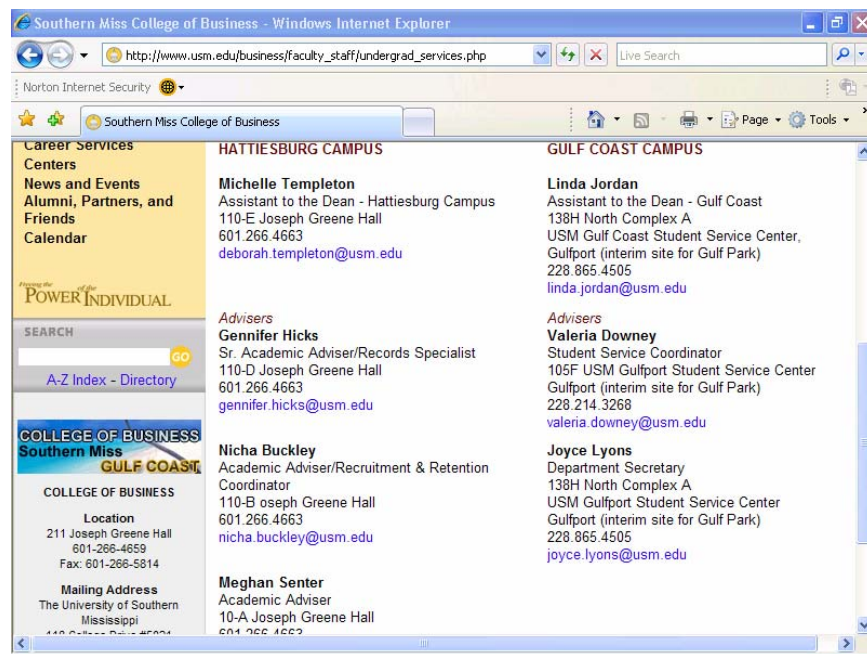 Southern Miss College of Business - Windows Internet Explorer
http://www.usm.edu/business/faculty_staff/undergrad_services.php
Live Search
Norton Internet Security
Southern Miss College of Business
Page
Tools
Career Services
Centers
News and Events
Alumni, Partners, and
Friends
Calendar
POWER of the INDIVIDUAL
SEARCH
GO
A-Z Index - Directory
COLLEGE OF BUSINESS
Southern Miss
GULF COAST
COLLEGE OF BUSINESS
Location
211 Joseph Greene Hall
601-266-4659
Fax: 601-266-5814
Mailing Address
The University of Southern
Mississippi
HATTIESBURG CAMPUS
Michelle Templeton
Assistant to the Dean - Hattiesburg Campus
110-E Joseph Greene Hall
601.266.4663
deborah.templeton@usm.edu
Advisers
Gennifer Hicks
Sr. Academic Adviser/Records Specialist
110-D Joseph Greene Hall
601.266.4663
gennifer.hicks@usm.edu
Nicha Buckley
Academic Adviser/Recruitment & Retention
Coordinator
110-B oseph Greene Hall
601.266.4663
nicha.buckley@usm.edu
Meghan Senter
Academic Adviser
10-A Joseph Greene Hall
601.266.4663
GULF COAST CAMPUS
Linda Jordan
Assistant to the Dean - Gulf Coast
138H North Complex A
USM Gulf Coast Student Service Center,
Gulfport (interim site for Gulf Park)
228.865.4505
linda.jordan@usm.edu
Advisers
Valeria Downey
Student Service Coordinator
105F USM Gulfport Student Service Center
Gulfport (interim site for Gulf Park)
228.214.3268
valeria.downey@usm.edu
Joyce Lyons
Department Secretary
138H North Complex A
USM Gulfport Student Service Center
Gulfport (interim site for Gulf Park)
228.865.4505
joyce.lyons@usm.edu